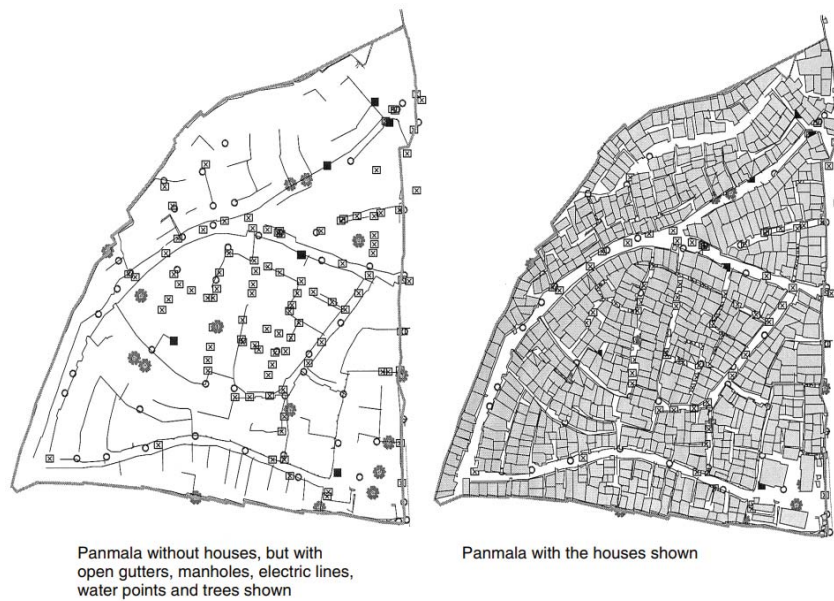 Panmala without houses, but with
open gutters, manholes, electric lines,
water points and trees shown
Panmala with the houses shown